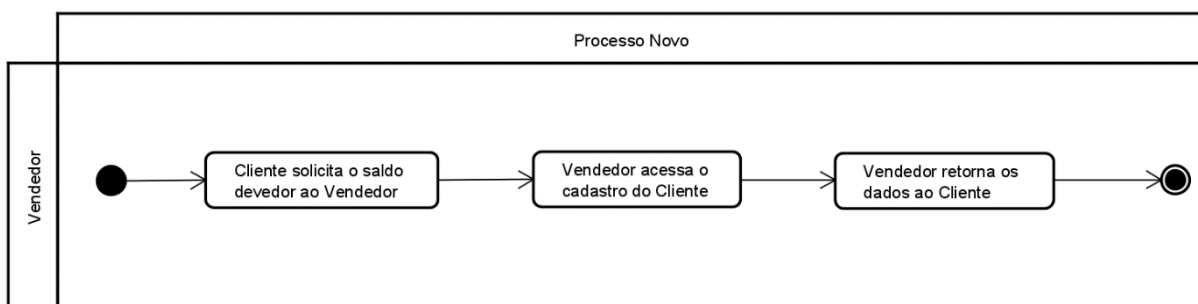 Processo Novo
Vendedor
Cliente solicita o saldo
devedor ao Vendedor
Vendedor acessa o
cadastro do Cliente
Vendedor retorna os
dados ao Cliente